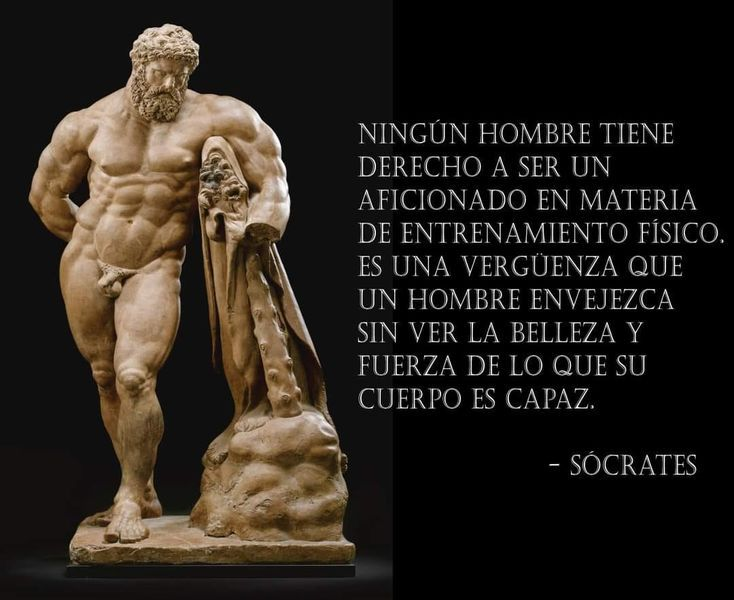 NINGÚN HOMBRE TIENE
DERECHO A SER UN
AFICIONADO EN MATERIA
DE ENTRENAMIENTO FÍSICO.
ES UNA VERGÜENZA QUE
UN HOMBRE ENVEJEZCA
SIN VER LA BELLEZA Y
FUERZA DE LO QUE SU
CUERPO ES CAPAZ.
- SÓCRATES